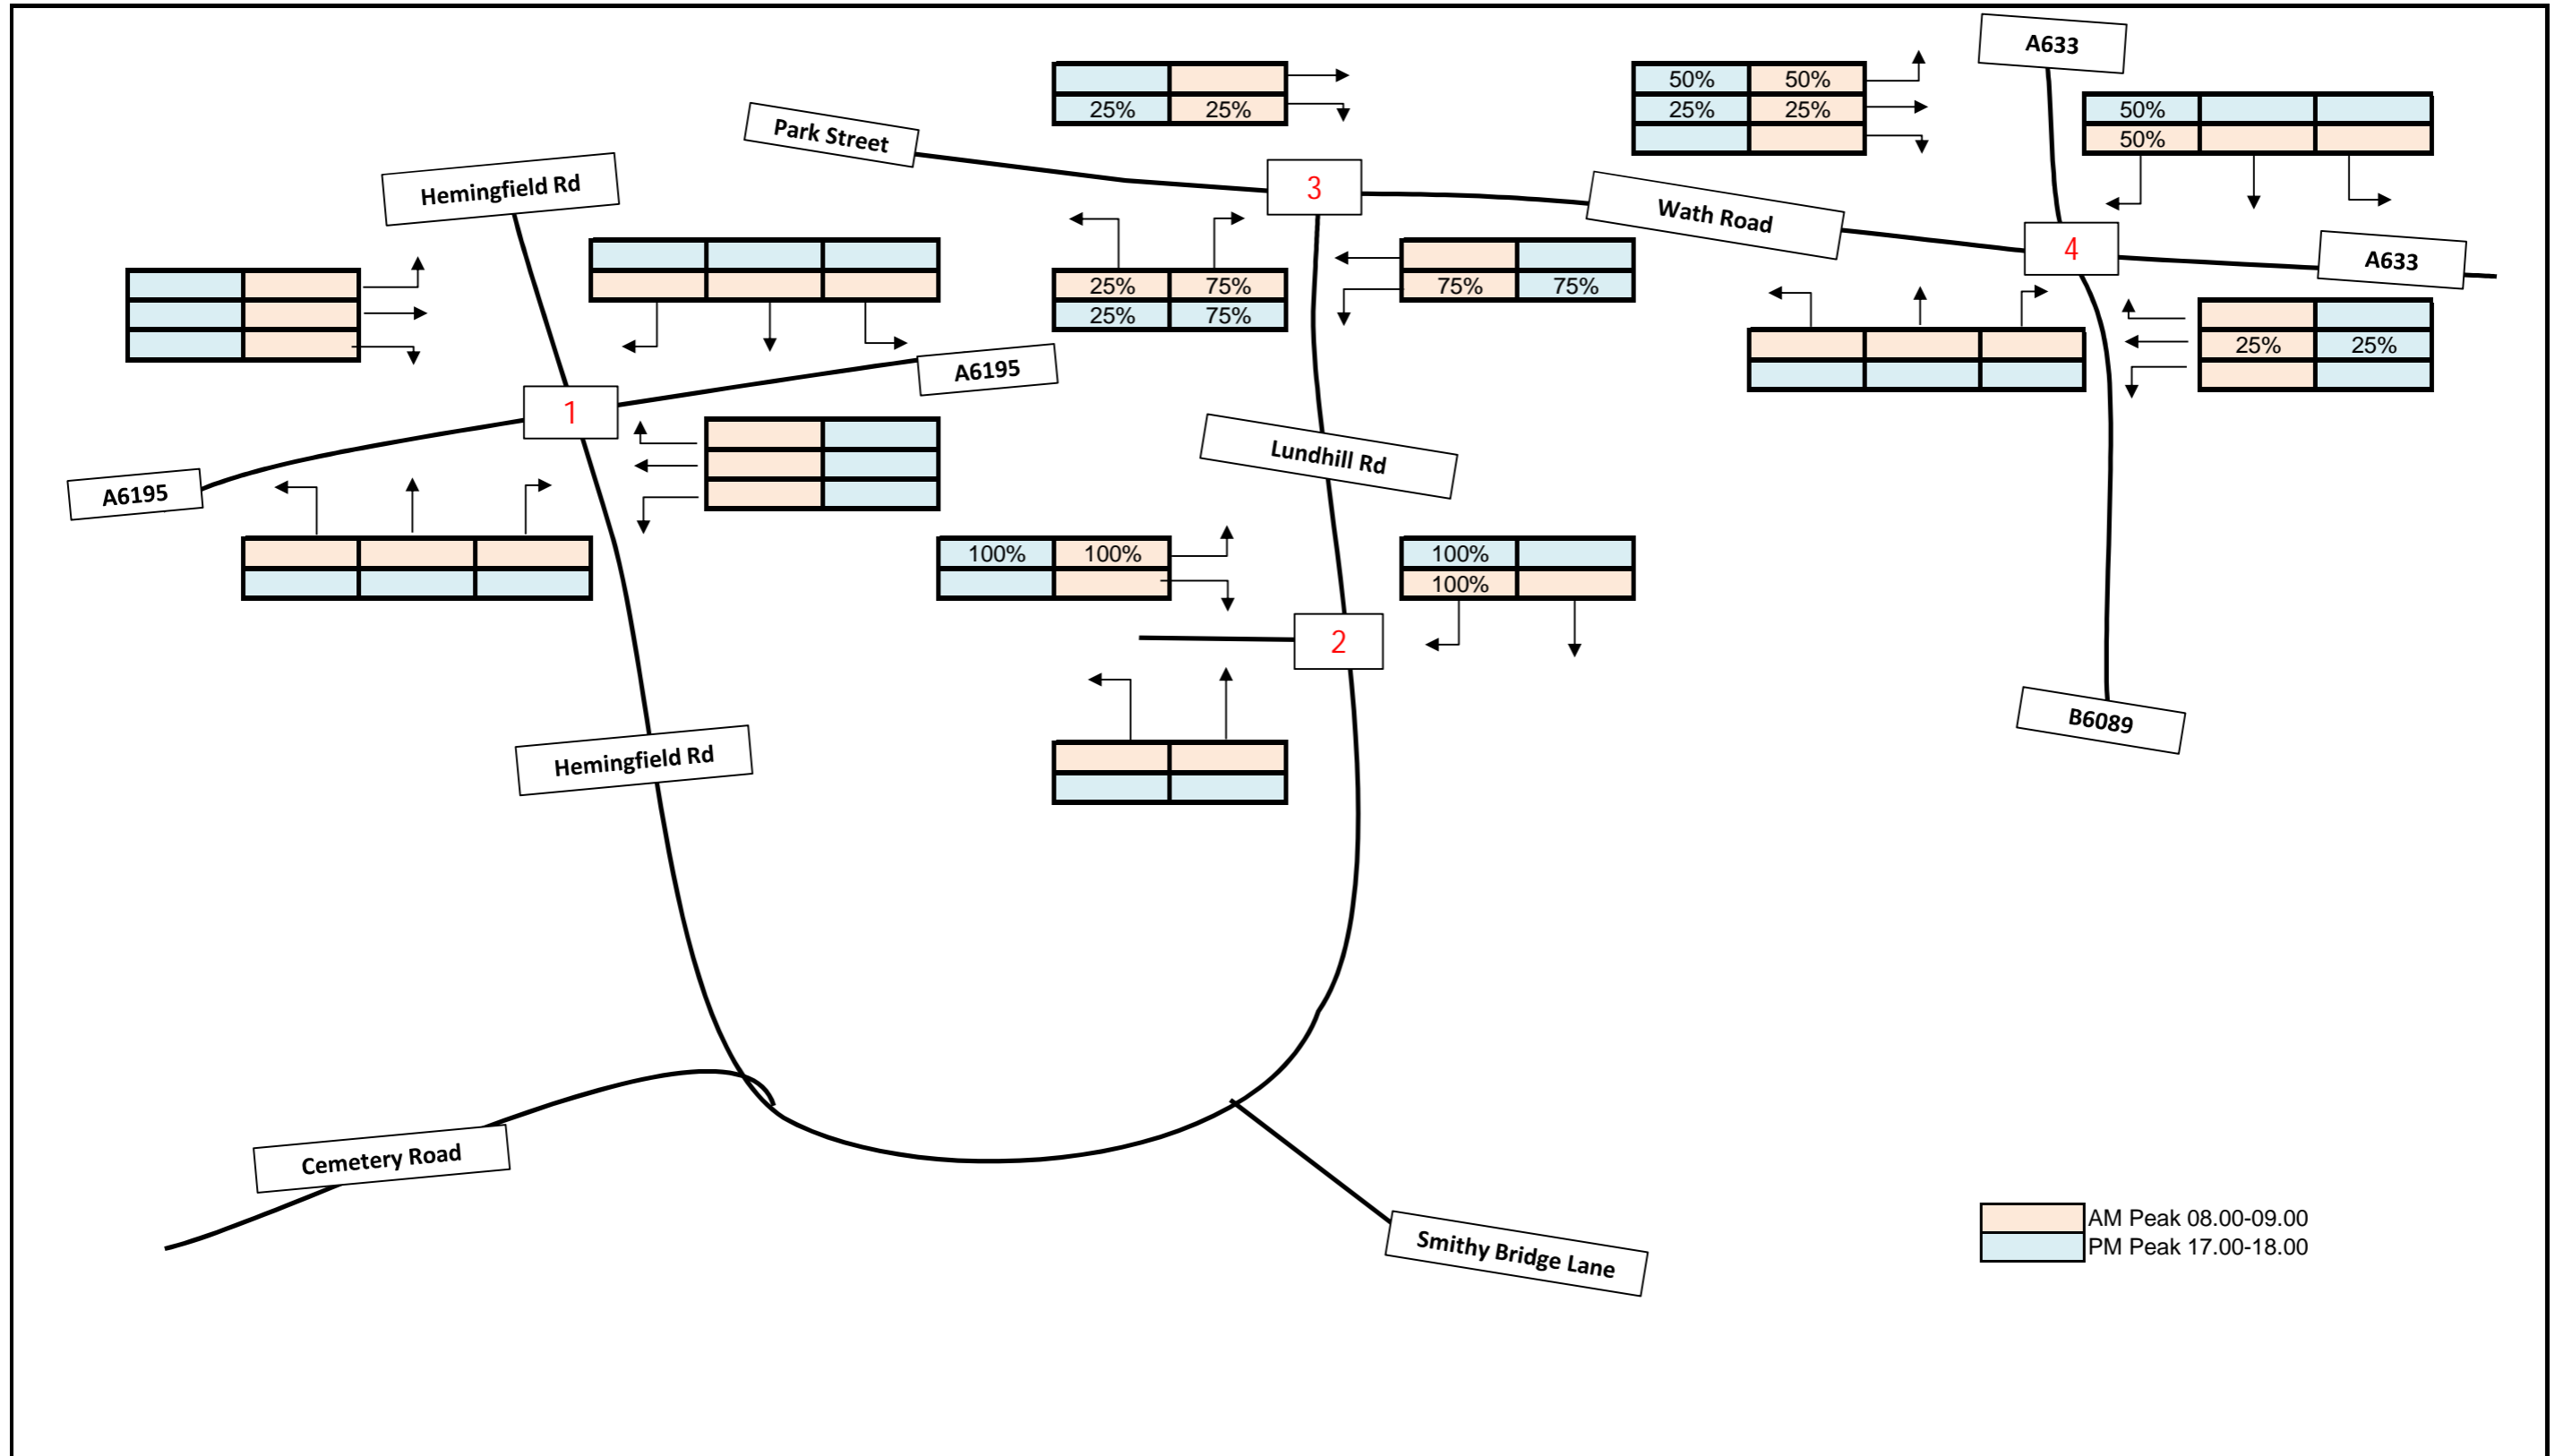 A633
50% 50%
25% 25%
50%
50%
25% 25%
Park Street
Hemingfield Rd
3
Wath Road
4
A633
25% 75%
25% 75%
75% 75%
25% 25%
A6195
1
A6195
Lundhill Rd
100% 100%
100%
100%
2
B6089
Hemingfield Rd
Cemetery Road
Smithy Bridge Lane
AM Peak 08.00-09.00
PM Peak 17.00-18.00